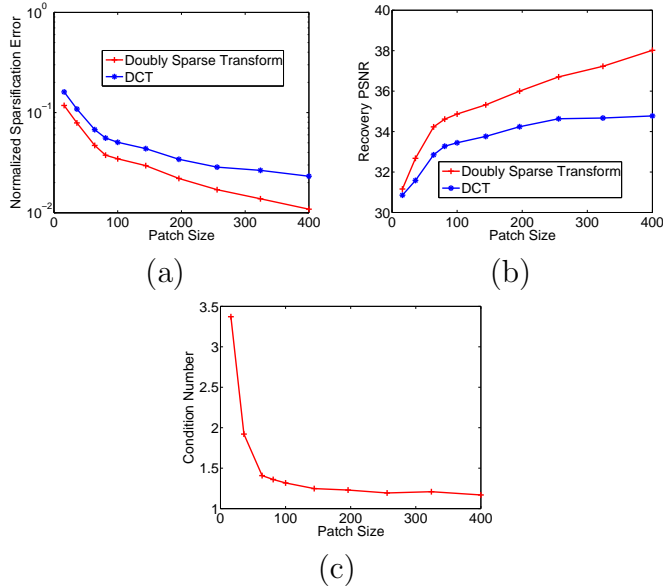 10^0
10^{-1}
10^{-2}
Normalized Sparsification Error
Doubly Sparse Transform
DCT
0 100 200 300 400
Patch Size
(a)
40
38
36
34
32
30
Recovery PSNR
Doubly Sparse Transform
DCT
0 100 200 300 400
Patch Size
(b)
3.5
3
2.5
2
1.5
1
Condition Number
0 100 200 300 400
Patch Size
(c)